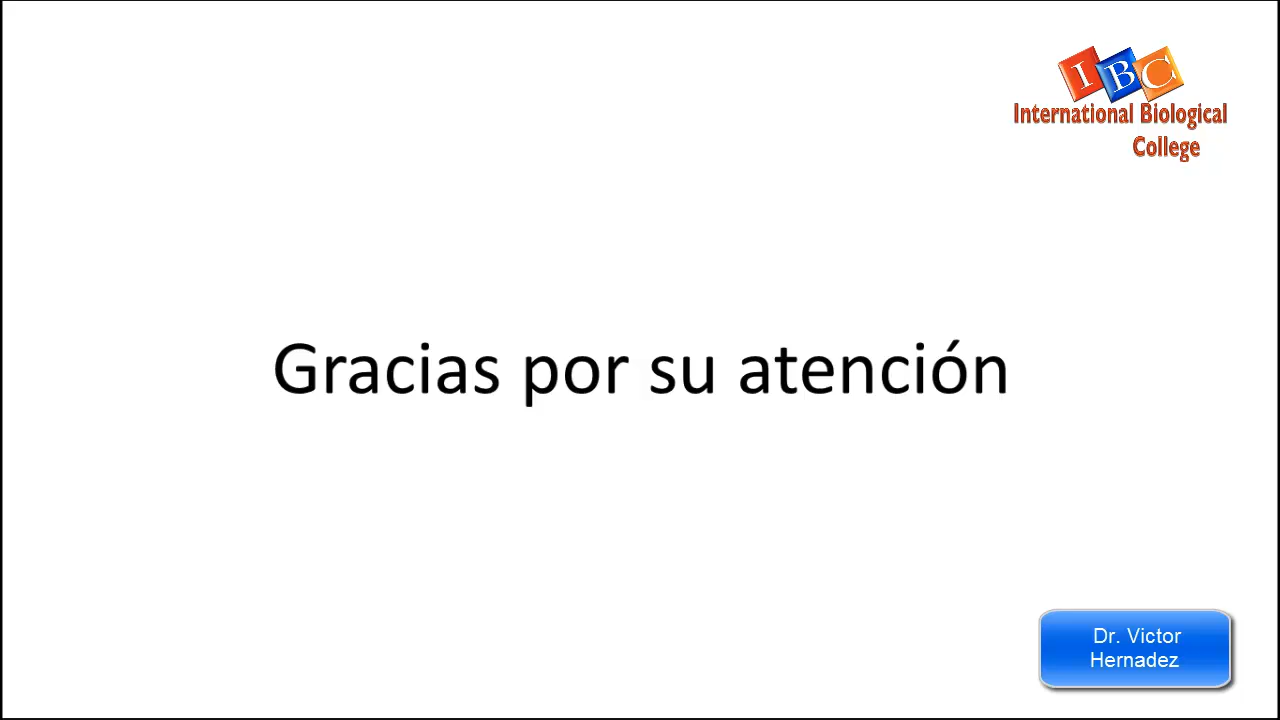 IBC
International Biological
College
Gracias por su atención
Dr. Victor
Hernadez